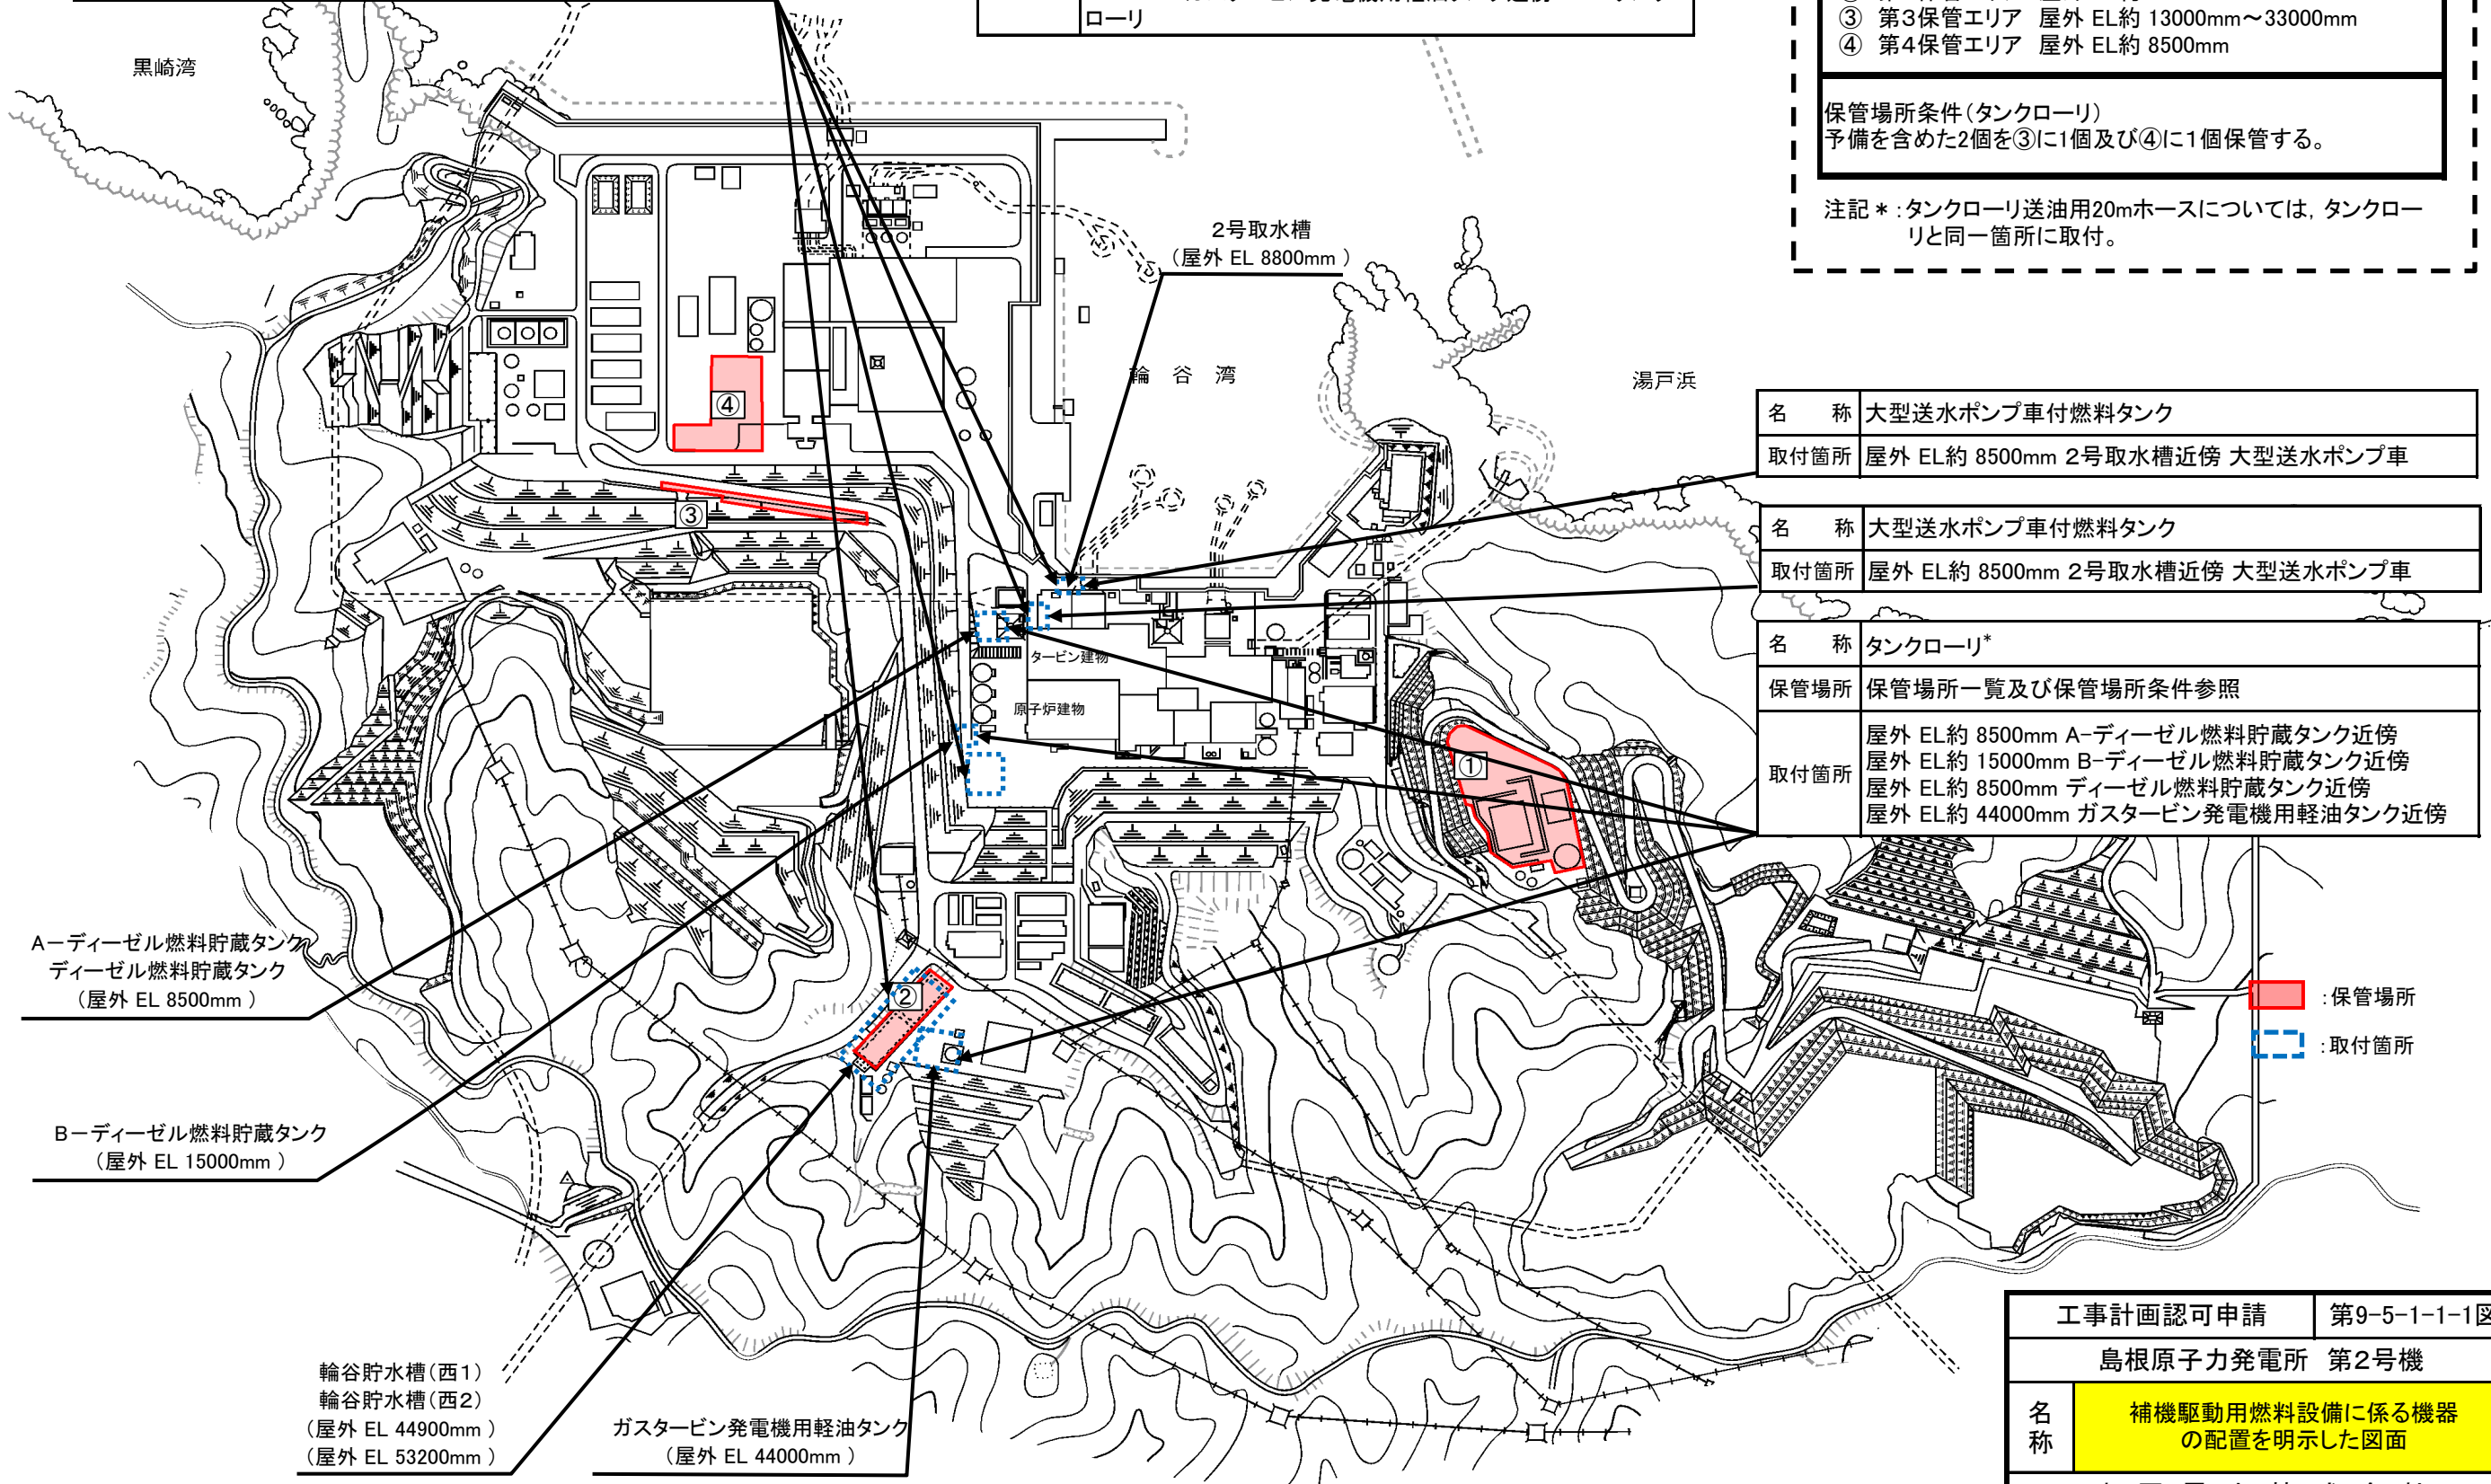 ローリ
③ 第3保管エリア 屋外 EL約 13000mm～33000mm
④ 第4保管エリア 屋外 EL約 8500mm
保管場所条件(タンクローリ)
予備を含めた2個を③に1個及び④に1個保管する。
注記＊：タンクローリ送油用20mホースについては，タンクロー
リと同一箇所に取付。
黒崎湾
2号取水槽
（屋外 EL 8800mm ）
輪 谷 湾
湯戸浜
名 称 大型送水ポンプ車付燃料タンク
取付箇所 屋外 EL約 8500mm 2号取水槽近傍 大型送水ポンプ車
名 称 大型送水ポンプ車付燃料タンク
取付箇所 屋外 EL約 8500mm 2号取水槽近傍 大型送水ポンプ車
名 称 タンクローリ*
保管場所 保管場所一覧及び保管場所条件参照
取付箇所
屋外 EL約 8500mm A-ディーゼル燃料貯蔵タンク近傍
屋外 EL約 15000mm B-ディーゼル燃料貯蔵タンク近傍
屋外 EL約 8500mm ディーゼル燃料貯蔵タンク近傍
屋外 EL約 44000mm ガスタービン発電機用軽油タンク近傍
④
③
タービン建物
原子炉建物
①
②
A－ディーゼル燃料貯蔵タンク
ディーゼル燃料貯蔵タンク
（屋外 EL 8500mm ）
B－ディーゼル燃料貯蔵タンク
（屋外 EL 15000mm ）
：保管場所
：取付箇所
輪谷貯水槽(西1)
輪谷貯水槽(西2)
（屋外 EL 44900mm ）
（屋外 EL 53200mm ）
ガスタービン発電機用軽油タンク
（屋外 EL 44000mm ）
工事計画認可申請 第9-5-1-1-1図
島根原子力発電所 第2号機
名称
補機駆動用燃料設備に係る機器
の配置を明示した図面